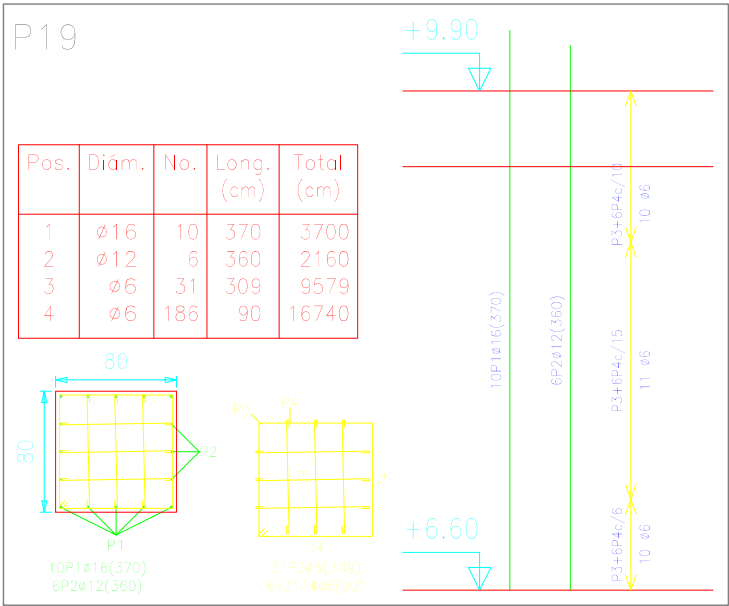 P19
Pos. Diám. No. Long. (cm) Total (cm)
1 ø16 10 370 3700
2 ø12 6 360 2160
3 ø6 31 309 9579
4 ø6 186 90 16740
80
80
P2
P1
10P1ø16(370)
6P2ø12(360)
P4
+9.90
+6.60
10P1ø16(370)
6P2ø12(360)
P3+6P4c/10
10 ø6
P3+6P4c/15
11 ø6
P3+6P4c/6
10 ø6